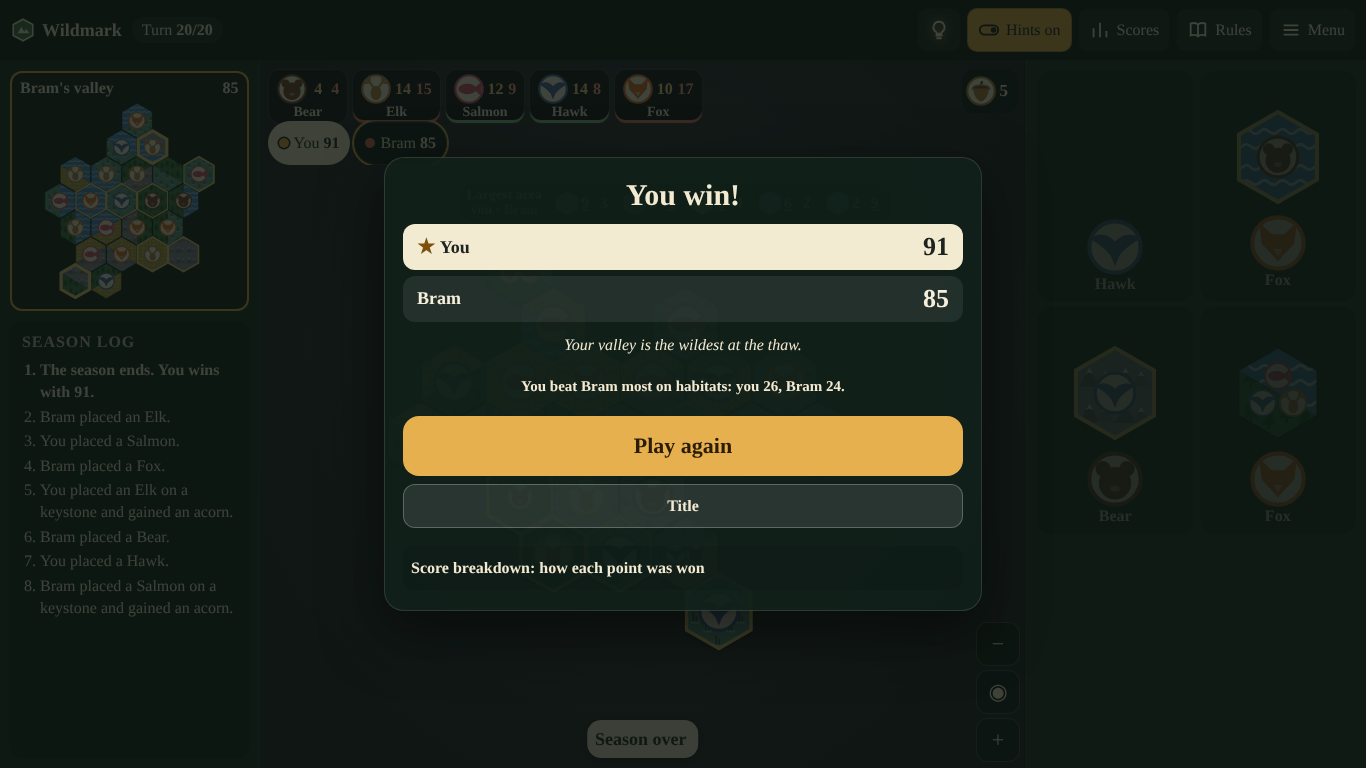 Wildmark
Turn 20/20
Hints on
Scores
Rules
Menu
Bram's valley 85
4 4
Bear
14 15
Elk
12 9
Salmon
14 8
Hawk
10 17
Fox
5
You 91
Bram 85
SEASON LOG
1. The season ends. You wins
with 91.
2. Bram placed an Elk.
3. You placed a Salmon.
4. Bram placed a Fox.
5. You placed an Elk on a
keystone and gained an acorn.
6. Bram placed a Bear.
7. You placed a Hawk.
8. Bram placed a Salmon on a
keystone and gained an acorn.
You win!
★ You 91
Bram 85
Your valley is the wildest at the thaw.
You beat Bram most on habitats: you 26, Bram 24.
Play again
Title
Score breakdown: how each point was won
Season over
Hawk
Fox
Bear
Fox